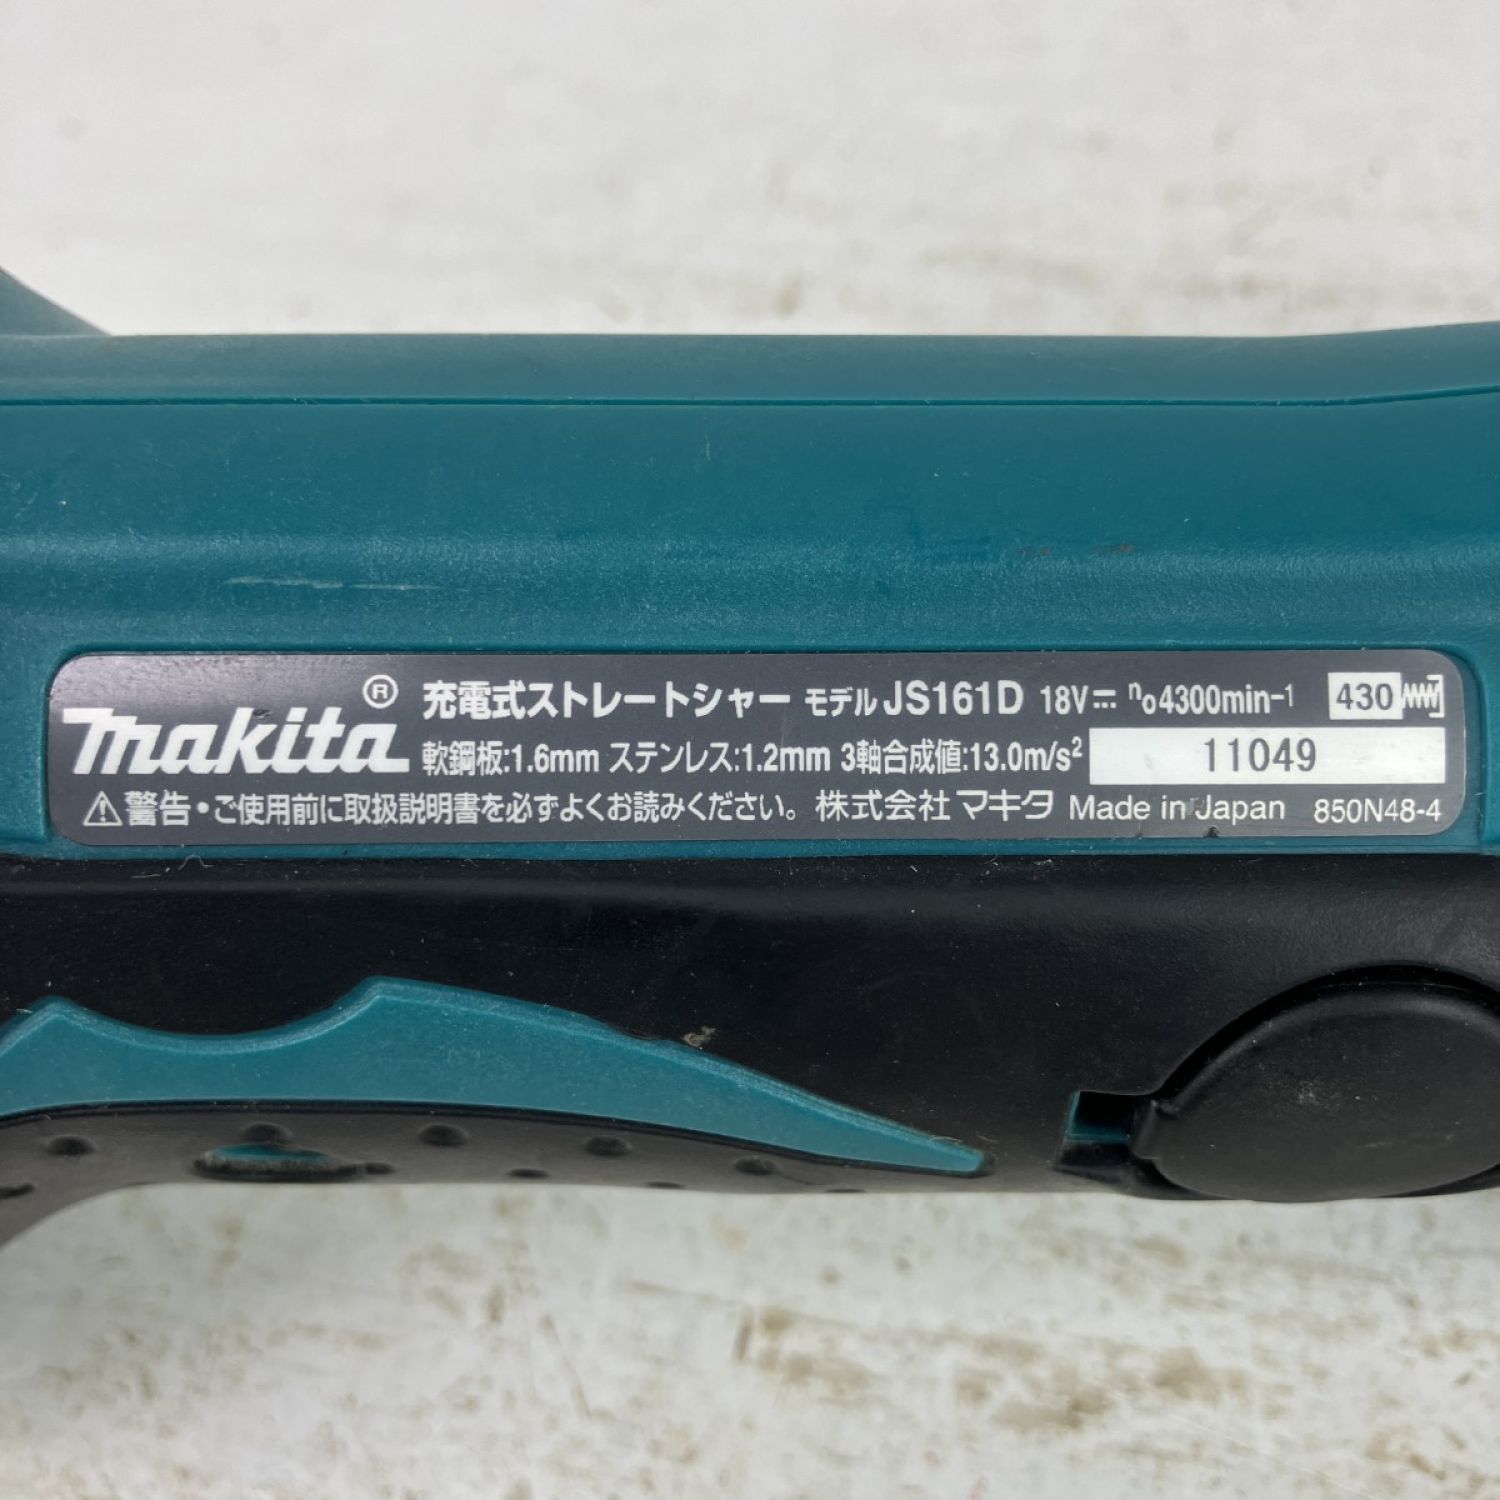 makita® 充電式ストレートシャー モデル JS161D 18V⎓ n₀4300min-1 430
軟鋼板:1.6mm ステンレス:1.2mm 3軸合成値:13.0m/s² 11049
⚠警告・ご使用前に取扱説明書を必ずよくお読みください。 株式会社 マキタ Made in Japan 850N48-4